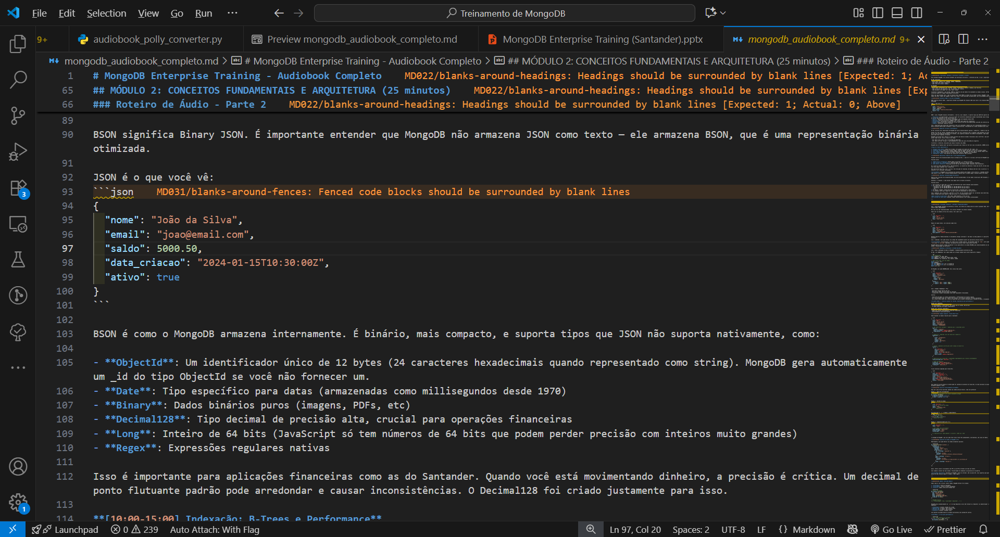 File Edit Selection View Go Run ··· Treinamento de MongoDB
9+ audiobook_polly_converter.py Preview mongodb_audiobook_completo.md MongoDB Enterprise Training (Santander).pptx mongodb_audiobook_completo.md 9+
mongodb_audiobook_completo.md > # MongoDB Enterprise Training - Audiobook Completo > ## MÓDULO 2: CONCEITOS FUNDAMENTAIS E ARQUITETURA (25 minutos) > ### Roteiro de Áudio - Parte 2
1 # MongoDB Enterprise Training - Audiobook Completo MD022/blanks-around-headings: Headings should be surrounded by blank lines [Expected: 1; Ac
65 ## MÓDULO 2: CONCEITOS FUNDAMENTAIS E ARQUITETURA (25 minutos) MD022/blanks-around-headings: Headings should be surrounded by blank lines [Exp
66 ### Roteiro de Áudio - Parte 2 MD022/blanks-around-headings: Headings should be surrounded by blank lines [Expected: 1; Actual: 0; Above]
89
90 BSON significa Binary JSON. É importante entender que MongoDB não armazena JSON como texto — ele armazena BSON, que é uma representação binária
otimizada.
91
92 JSON é o que você vê:
93 ```json MD031/blanks-around-fences: Fenced code blocks should be surrounded by blank lines
94 {
95 "nome": "João da Silva",
96 "email": "joao@email.com",
97 "saldo": 5000.50,
98 "data_criacao": "2024-01-15T10:30:00Z",
99 "ativo": true
100 }
101 ```
102
103 BSON é como o MongoDB armazena internamente. É binário, mais compacto, e suporta tipos que JSON não suporta nativamente, como:
104
105 - **ObjectId**: Um identificador único de 12 bytes (24 caracteres hexadecimais quando representado como string). MongoDB gera automaticamente
um _id do tipo ObjectId se você não fornecer um.
106 - **Date**: Tipo específico para datas (armazenadas como millisegundos desde 1970)
107 - **Binary**: Dados binários puros (imagens, PDFs, etc)
108 - **Decimal128**: Tipo decimal de precisão alta, crucial para operações financeiras
109 - **Long**: Inteiro de 64 bits (JavaScript só tem números de 64 bits que podem perder precisão com inteiros muito grandes)
110 - **Regex**: Expressões regulares nativas
111
112 Isso é importante para aplicações financeiras como as do Santander. Quando você está movimentando dinheiro, a precisão é crítica. Um decimal de
ponto flutuante padrão pode arredondar e causar inconsistências. O Decimal128 foi criado justamente para isso.
113
114 **[10:00-15:00] Indexação: B-Trees e Performance**
3
1
Launchpad 0 239 Auto Attach: With Flag Ln 97, Col 20 Spaces: 2 UTF-8 LF {} Markdown Go Live Prettier